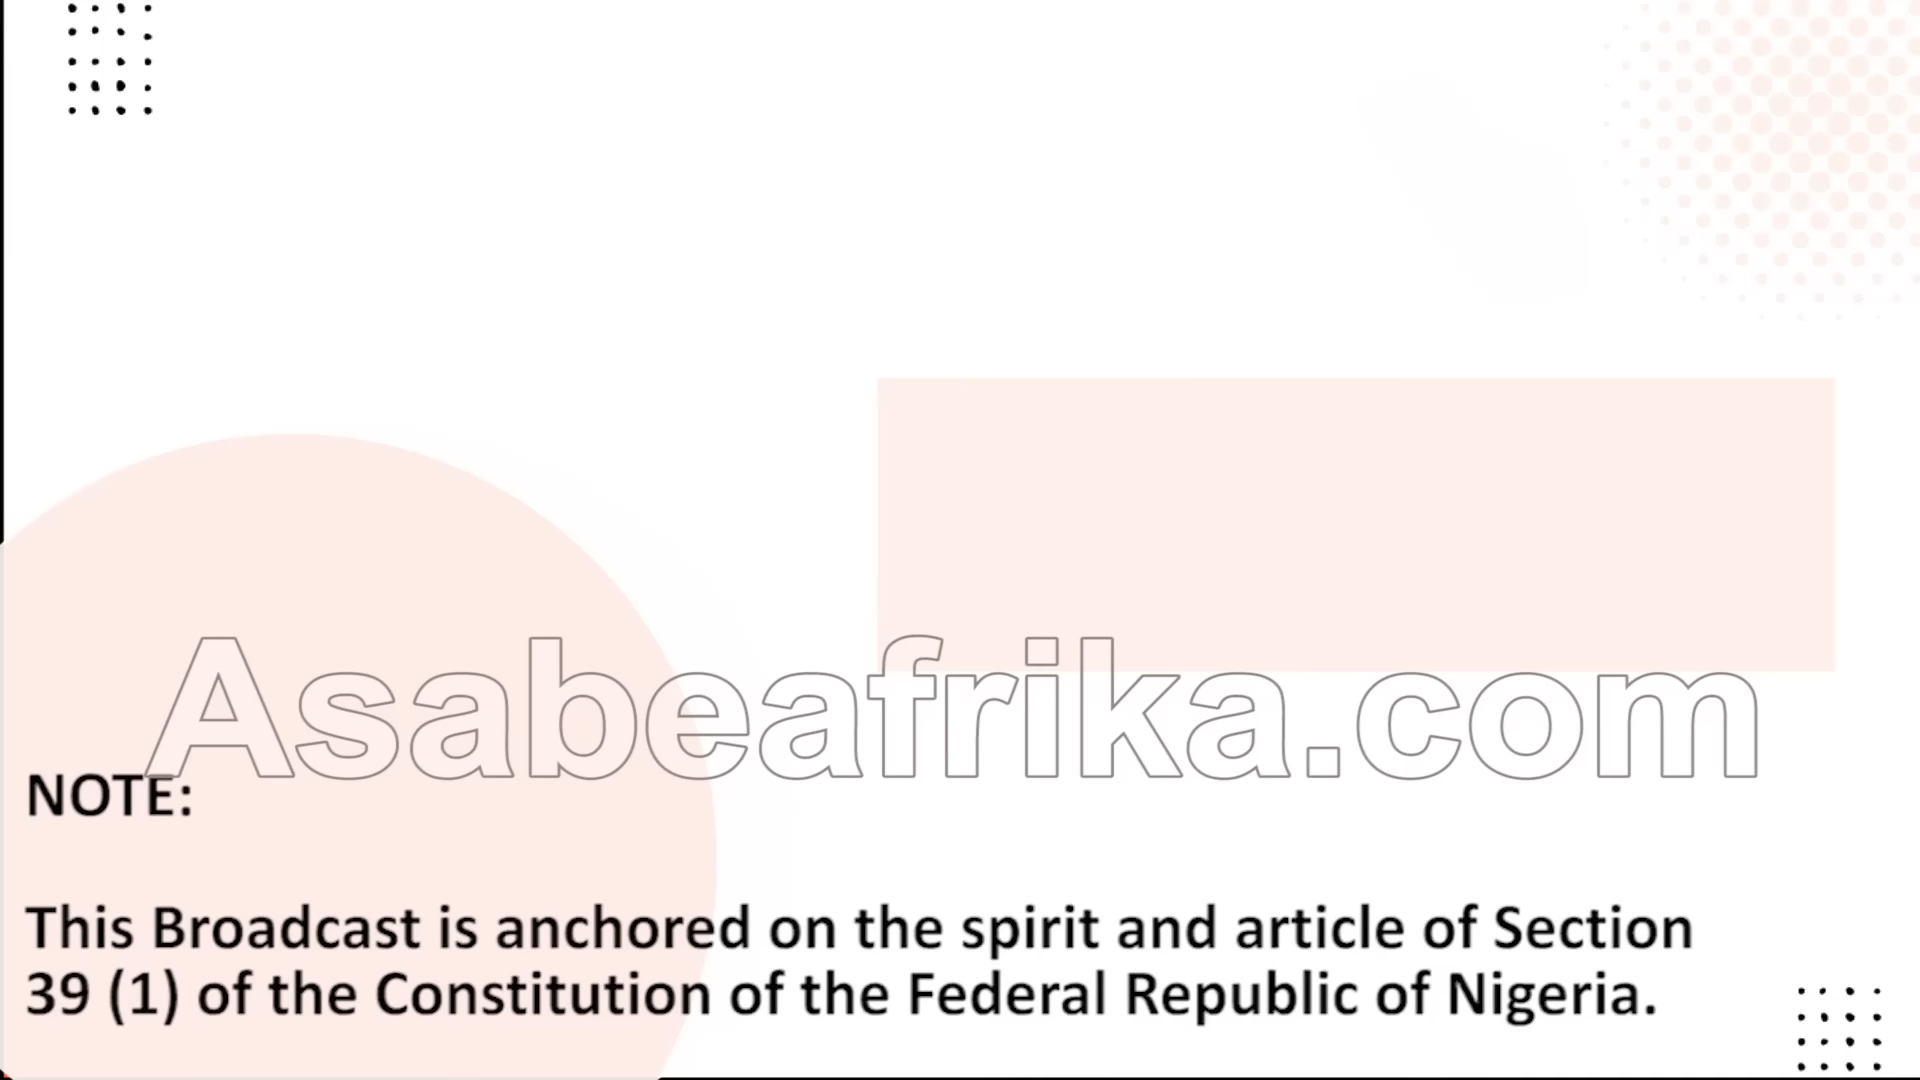 Asabeafrika.com
NOTE:
This Broadcast is anchored on the spirit and article of Section
39 (1) of the Constitution of the Federal Republic of Nigeria.